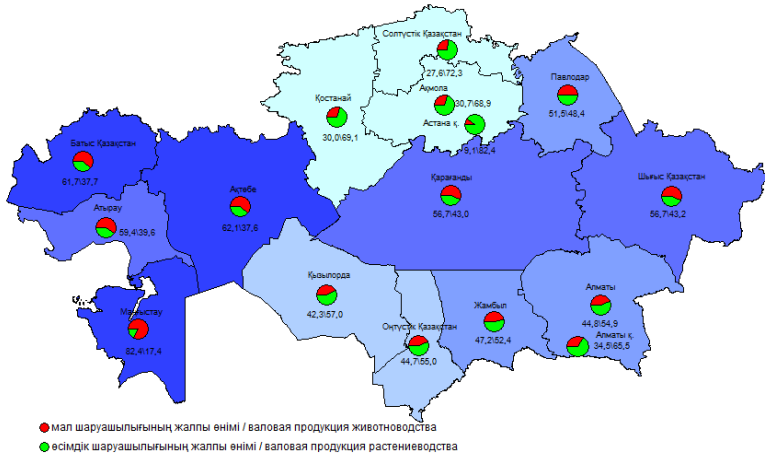 Солтүстік Қазақстан
27,6\72,3
Ақмола
30,7\68,9
Астана қ.
9,1\82,4
Қостанай
30,0\69,1
Павлодар
51,5\48,4
Батыс Қазақстан
61,7\37,7
Ақтөбе
62,1\37,6
Қарағанды
56,7\43,0
Шығыс Қазақстан
56,7\43,2
Атырау
59,4\39,6
Маңғыстау
82,4\17,4
Қызылорда
42,3\57,0
Оңтүстік Қазақстан
44,7\55,0
Жамбыл
47,2\52,4
Алматы
44,8\54,9
Алматы қ.
34,5\65,5
мал шаруашылығының жалпы өнімі / валовая продукция животноводства
өсімдік шаруашылығының жалпы өнімі / валовая продукция растениеводства